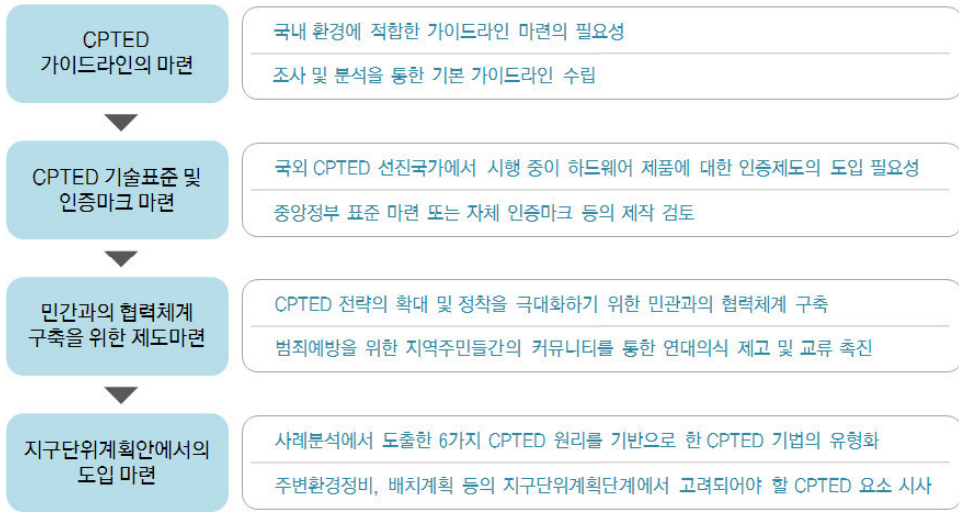 CPTED
가이드라인의 마련
국내 환경에 적합한 가이드라인 마련의 필요성
조사 및 분석을 통한 기본 가이드라인 수립
CPTED 기술표준 및
인증마크 마련
국외 CPTED 선진국가에서 시행 중이 하드웨어 제품에 대한 인증제도의 도입 필요성
중앙정부 표준 마련 또는 자체 인증마크 등의 제작 검토
민간과의 협력체계
구축을 위한 제도마련
CPTED 전략의 확대 및 정착을 극대화하기 위한 민관과의 협력체계 구축
범죄예방을 위한 지역주민들간의 커뮤니티를 통한 연대의식 제고 및 교류 촉진
지구단위계획안에서의
도입 마련
사례분석에서 도출한 6가지 CPTED 원리를 기반으로 한 CPTED 기법의 유형화
주변환경정비, 배치계획 등의 지구단위계획단계에서 고려되어야 할 CPTED 요소 시사